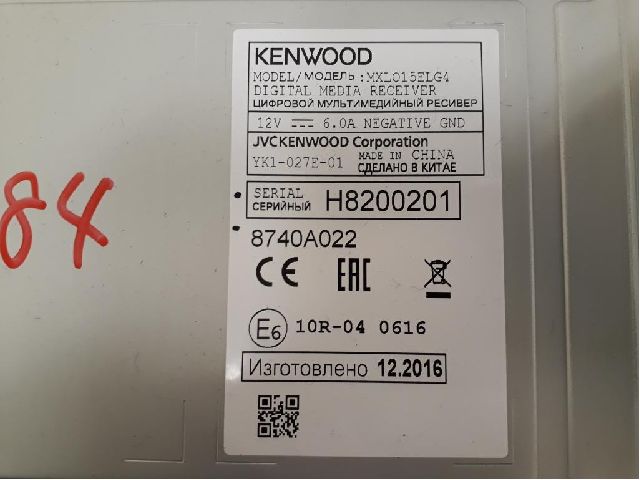 KENWOOD
MODEL/МОДЕЛЬ:MXL015ELG4
DIGITAL MEDIA RECEIVER
ЦИФРОВОЙ МУЛЬТИМЕДИЙНЫЙ РЕСИВЕР
12V ⎓ 6.0A NEGATIVE GND
JVCKENWOOD Corporation
YK1-027E-01 MADE IN CHINA
СДЕЛАНО В КИТАЕ
SERIAL
СЕРИЙНЫЙ H8200201
8740A022
CE EAC
E6 10R-04 0616
Изготовлено 12.2016
84